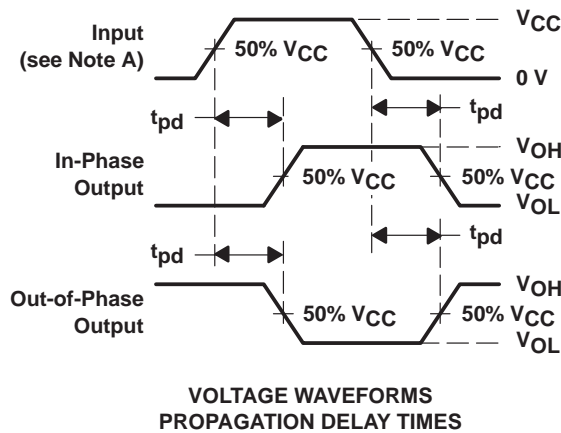 Input
(see Note A)
50% VCC
50% VCC
VCC
0 V
tpd
tpd
In-Phase
Output
50% VCC
VOH
50% VCC
VOL
tpd
tpd
Out-of-Phase
Output
50% VCC
VOH
50% VCC
VOL
VOLTAGE WAVEFORMS
PROPAGATION DELAY TIMES